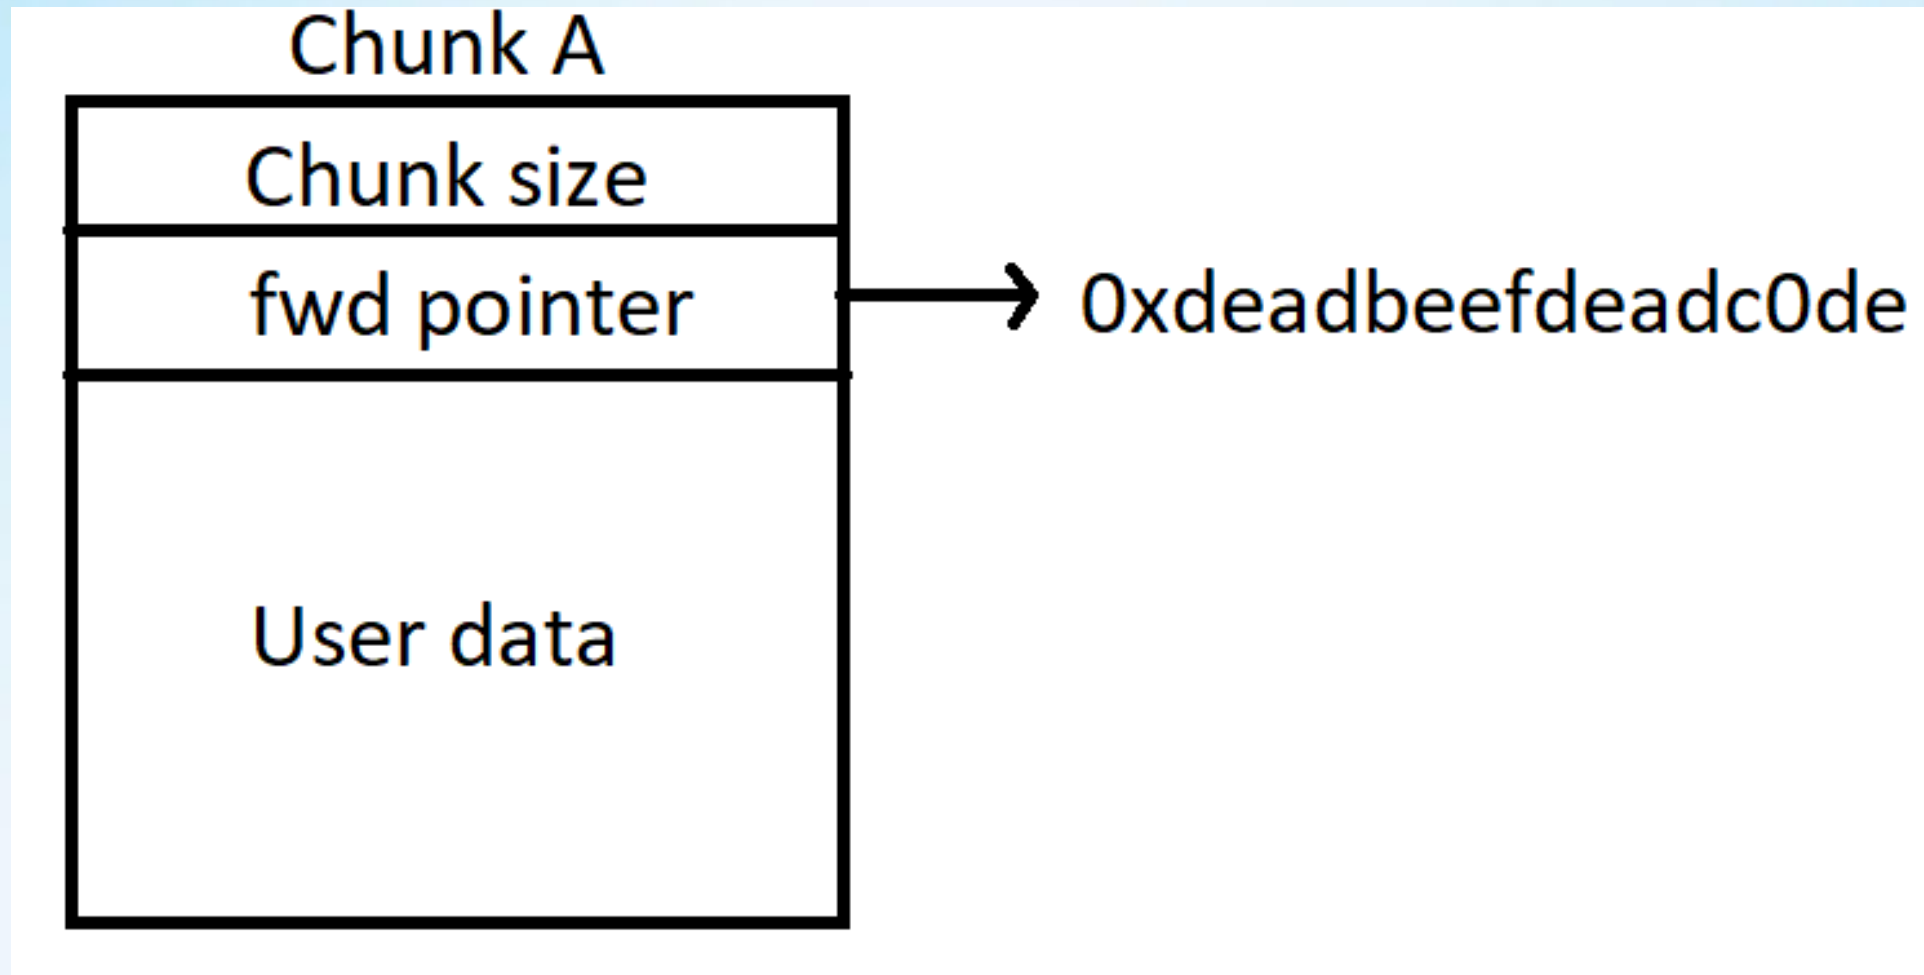 Chunk A
Chunk size
fwd pointer
0xdeadbeefdeadc0de
User data